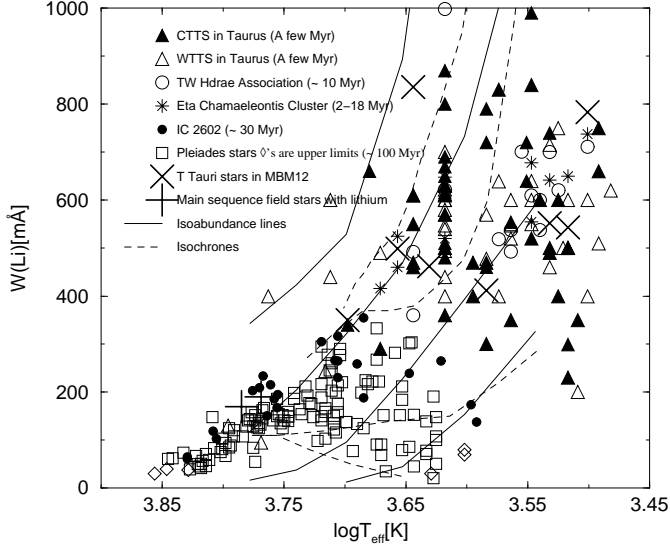 1000
800
600
400
200
0
W(Li)[mÅ]
CTTS in Taurus (A few Myr)
WTTS in Taurus (A few Myr)
TW Hdrae Association (~ 10 Myr)
Eta Chamaeleontis Cluster (2−18 Myr)
IC 2602 (~ 30 Myr)
Pleiades stars ◊'s are upper limits (~ 100 Myr)
T Tauri stars in MBM12
Main sequence field stars with lithium
Isoabundance lines
Isochrones
3.85 3.75 3.65 3.55 3.45
logT_eff[K]